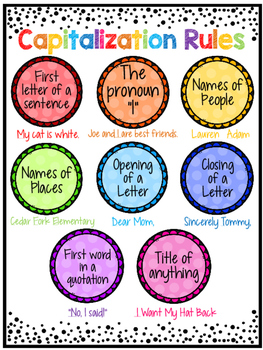 Capitalization Rules
First
letter of a
sentence
The
pronoun
"I"
Names of
People
My cat is white.
Joe and I are best friends.
Lauren, Adam
Names of
Places
Opening
of a
Letter
Closing
of a
Letter
Cedar Fork Elementary
Dear Mom,
Sincerely Tommy,
First word
in a
quotation
Title of
anything
"No, I said!"
I Want My Hat Back